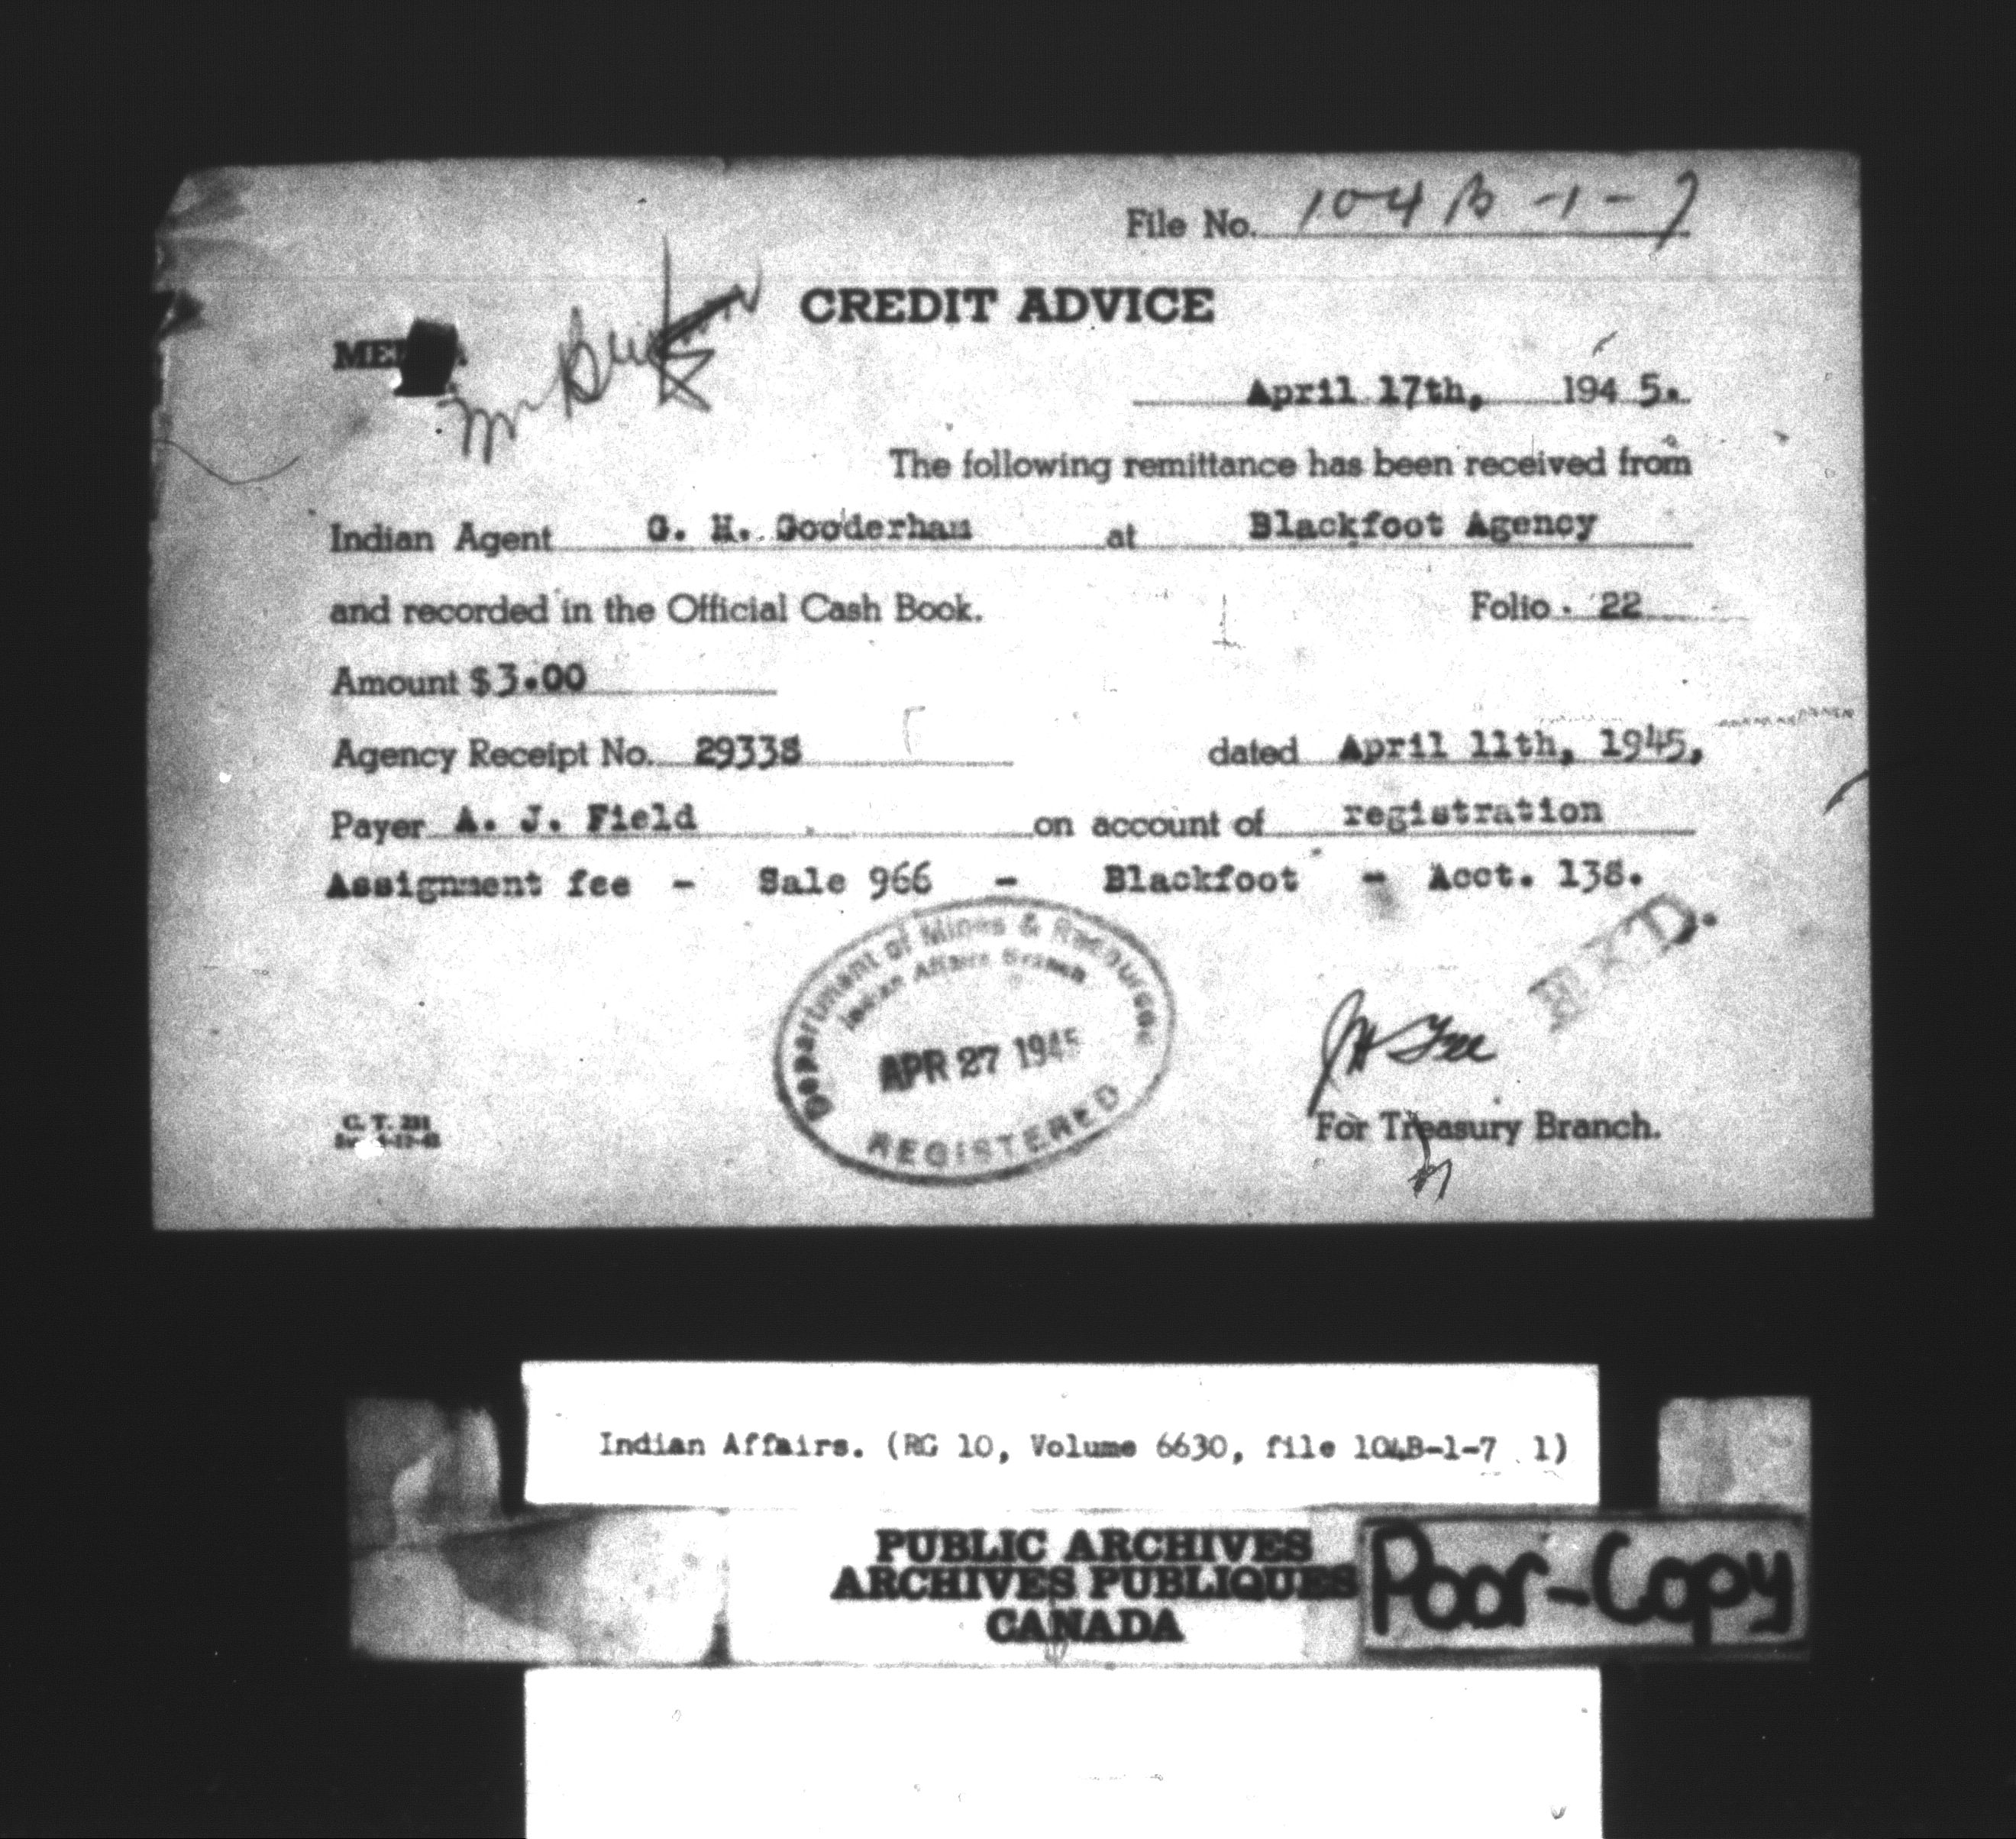 File No. 104 B-1-7
CREDIT ADVICE
Mr
April 17th, 1945.
The following remittance has been received from
Indian Agent G. H. Gooderham at Blackfoot Agency
and recorded in the Official Cash Book. Folio 22
Amount $3.00
Agency Receipt No. 29338 dated April 11th, 1945,
Payer A. J. Field on account of registration
Assignment fee - Sale 966 - Blackfoot - Acct. 138.
Department of Mines & Resources
Indian Affairs Branch
APR 27 1945
REGISTERED
For Treasury Branch.
C. T. 231
Indian Affairs. (RG 10, Volume 6630, file 104B-1-7 1)
PUBLIC ARCHIVES
ARCHIVES PUBLIQUES
CANADA
Poor-Copy